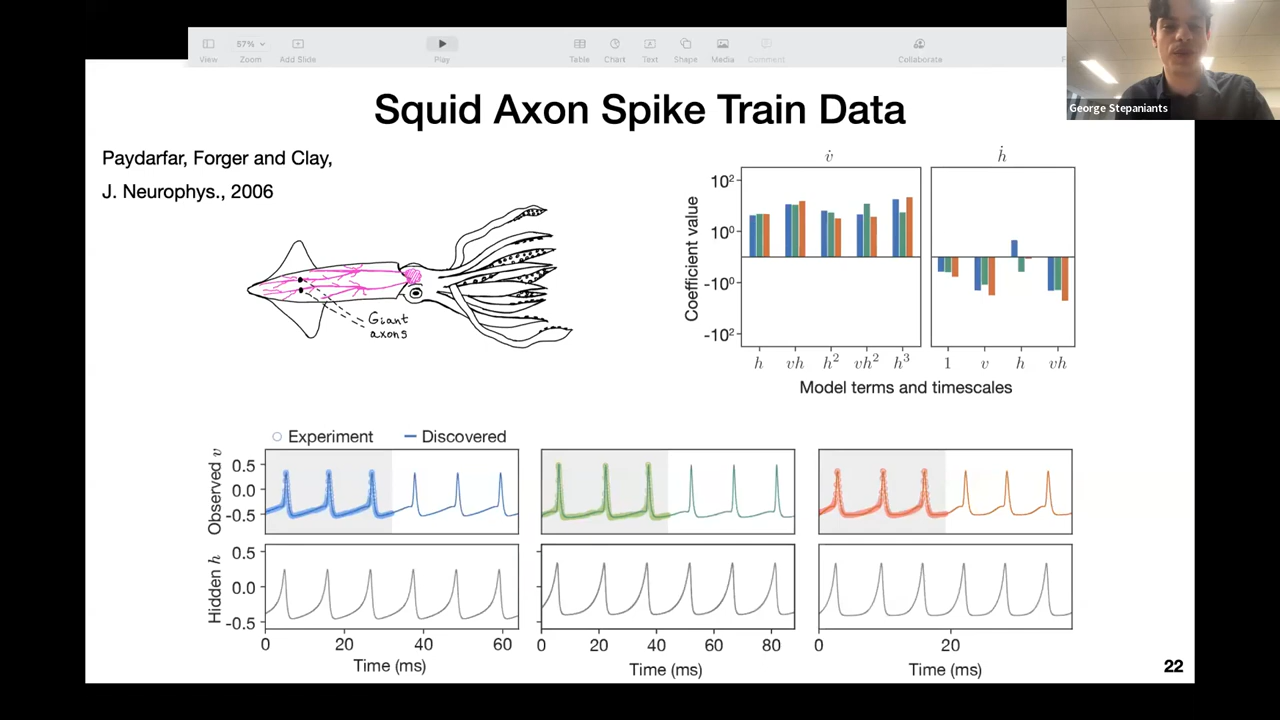 57%
View
Zoom
Add Slide
Play
Table
Chart
Text
Shape
Media
Comment
Collaborate
George Stepaniants
Squid Axon Spike Train Data
Paydarfar, Forger and Clay,
J. Neurophys., 2006
Giant
axons
v̇
ḣ
Coefficient value
10²
10⁰
-10⁰
-10²
h vh h² vh² h³
1 v h vh
Model terms and timescales
Experiment Discovered
Observed v
0.5
0.0
-0.5
Hidden h
0.5
0.0
-0.5
0 20 40 60
Time (ms)
0 20 40 60 80
Time (ms)
0 20
Time (ms)
22